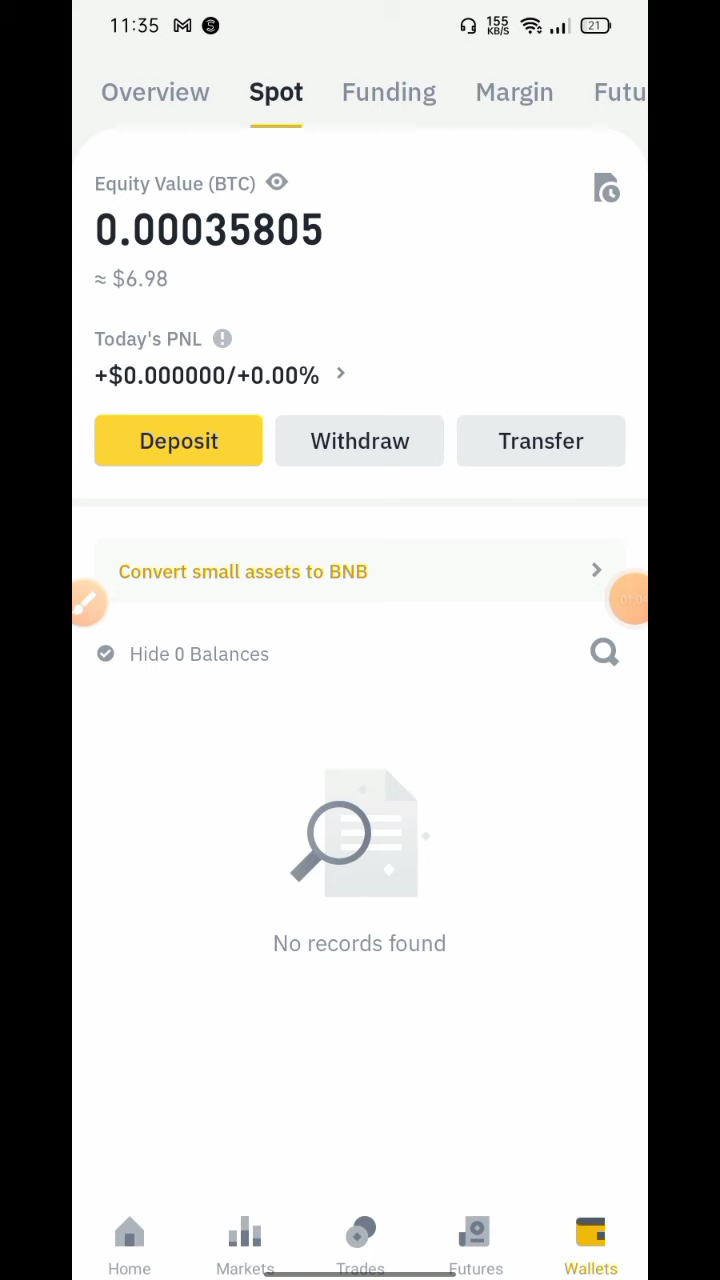 11:35 155 KB/S 21
Overview Spot Funding Margin Futu
Equity Value (BTC)
0.00035805
≈ $6.98
Today's PNL
+$0.000000/+0.00%
Deposit Withdraw Transfer
Convert small assets to BNB
Hide 0 Balances
No records found
Home Markets Trades Futures Wallets